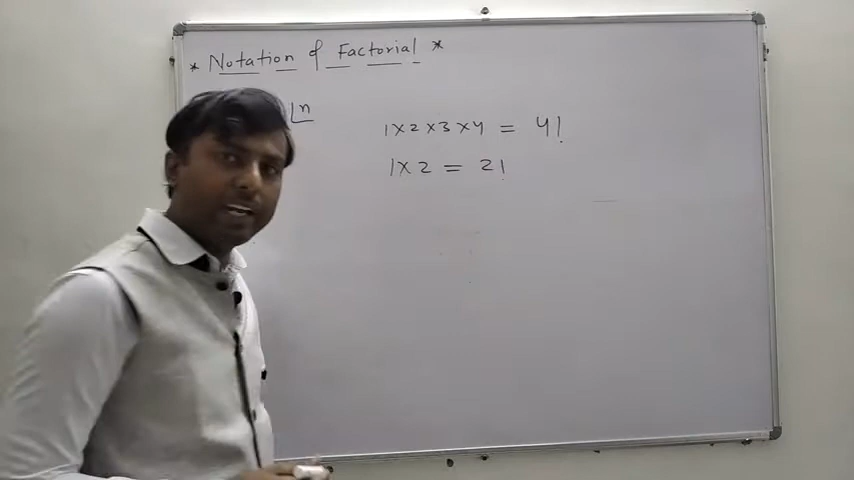 * Notation of Factorial *
n
1×2×3×4 = 4!
1×2 = 2!